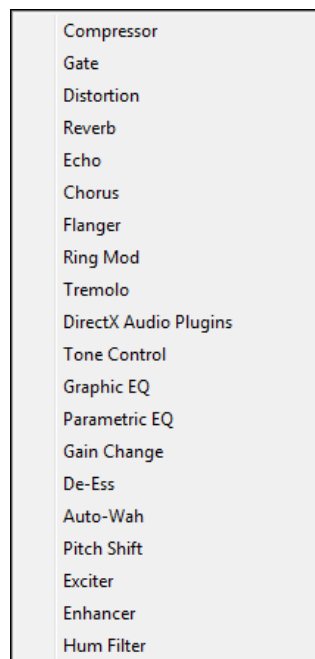 Compressor
Gate
Distortion
Reverb
Echo
Chorus
Flanger
Ring Mod
Tremolo
DirectX Audio Plugins
Tone Control
Graphic EQ
Parametric EQ
Gain Change
De-Ess
Auto-Wah
Pitch Shift
Exciter
Enhancer
Hum Filter